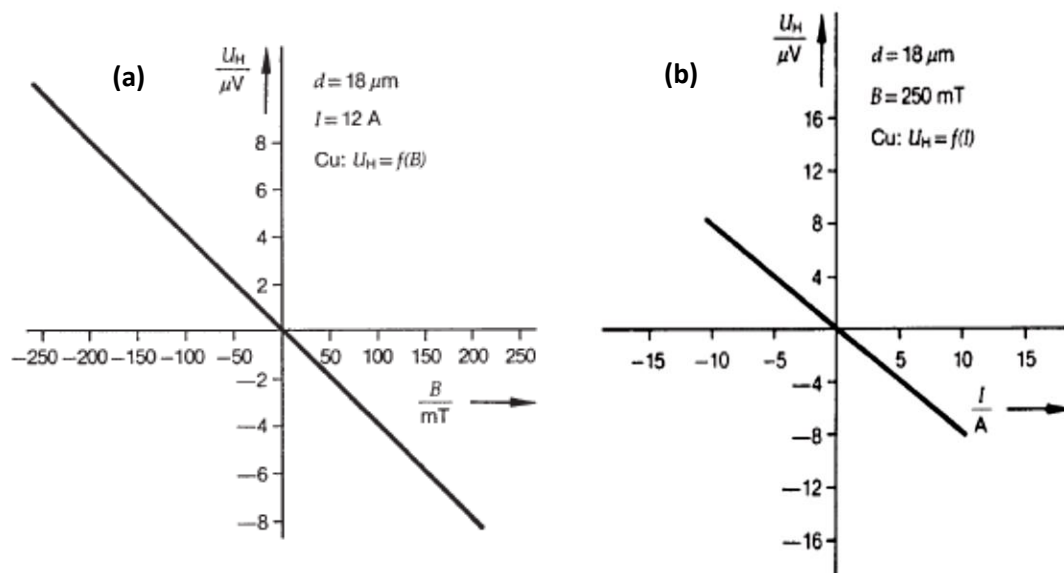 (a)
U_H
μV
d = 18 μm
I = 12 A
Cu: U_H = f(B)
8
6
4
2
−250 −200 −150 −100 −50 50 100 150 200 250
−2
−4
−6
−8
B
mT
(b)
U_H
μV
d = 18 μm
B = 250 mT
Cu: U_H = f(I)
16
12
8
4
−15 −10 −5 5 10 15
−4
−8
−12
−16
I
A